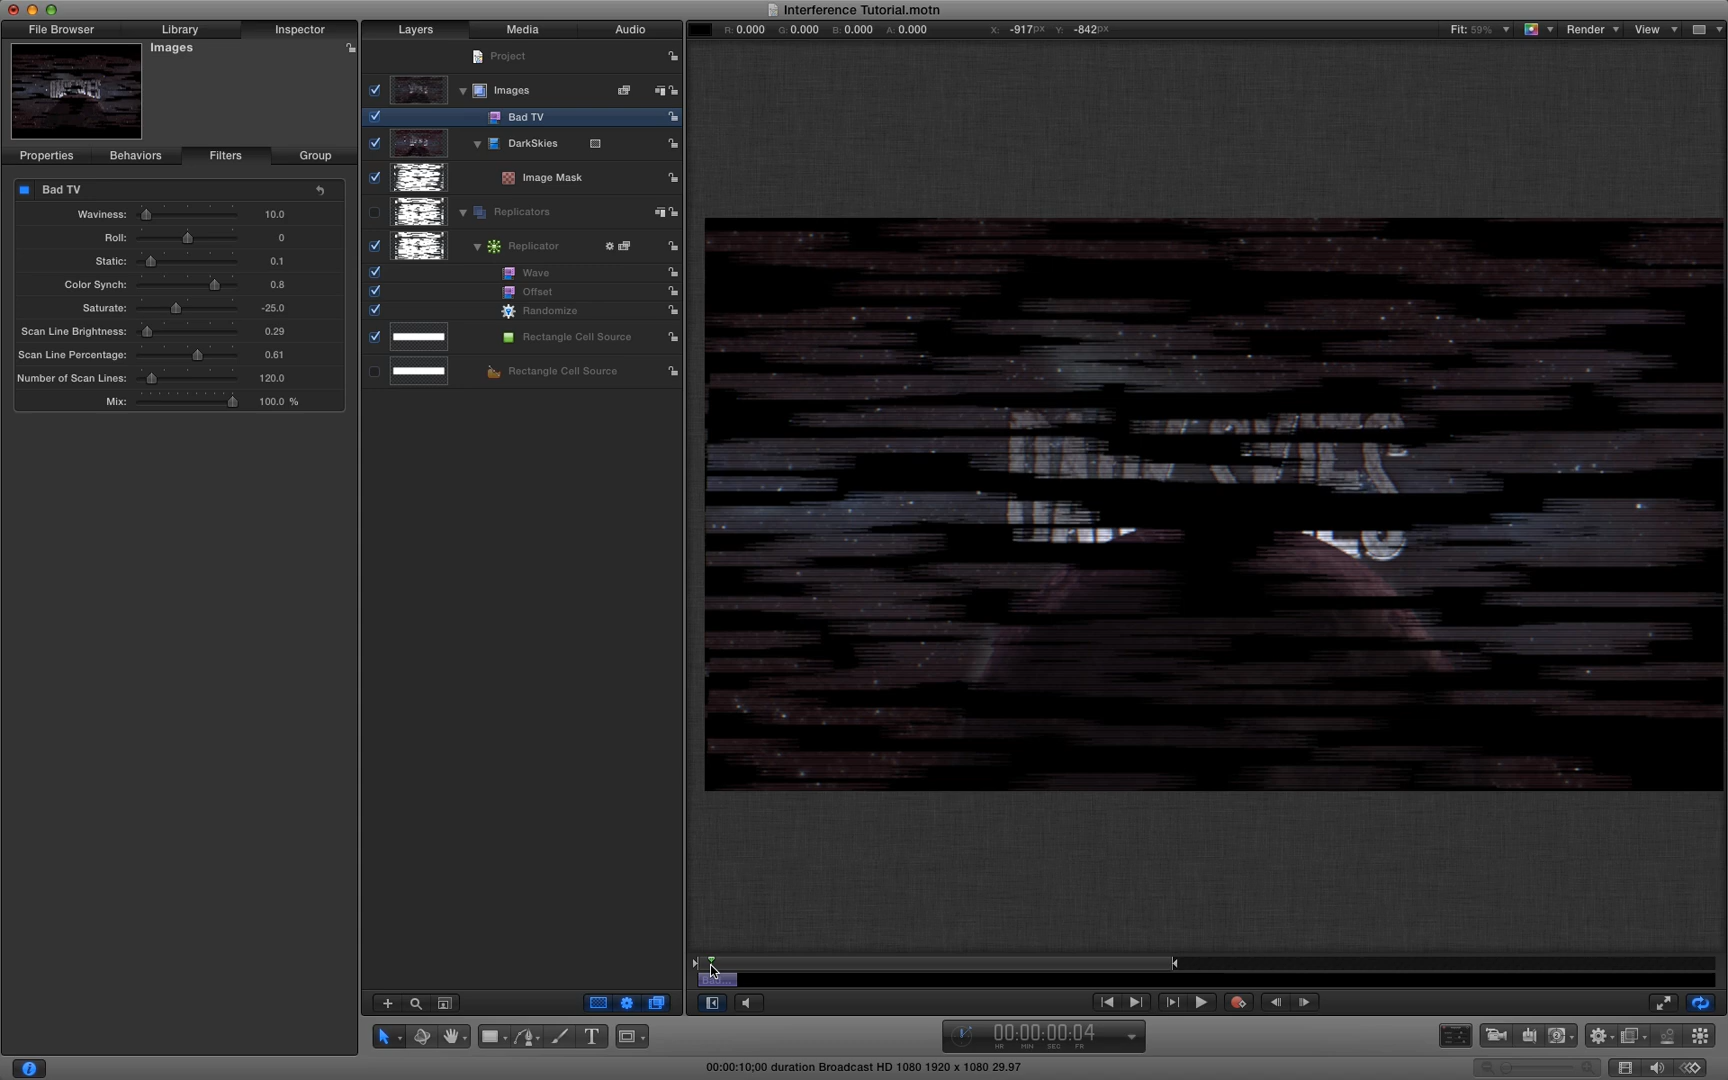 Interference Tutorial.motn
File Browser Library Inspector Layers Media Audio
R: 0.000 G: 0.000 B: 0.000 A: 0.000 X: -917px Y: -842px Fit: 59% Render View
Images
Project
Images
Bad TV
DarkSkies
Image Mask
Replicators
Replicator
Wave
Offset
Randomize
Rectangle Cell Source
Rectangle Cell Source
Properties Behaviors Filters Group
Bad TV
Waviness: 10.0
Roll: 0
Static: 0.1
Color Synch: 0.8
Saturate: -25.0
Scan Line Brightness: 0.29
Scan Line Percentage: 0.61
Number of Scan Lines: 120.0
Mix: 100.0 %
Bad...
T
00:00:00:04
HR MIN SEC FR
00:00:10;00 duration Broadcast HD 1080 1920 x 1080 29.97